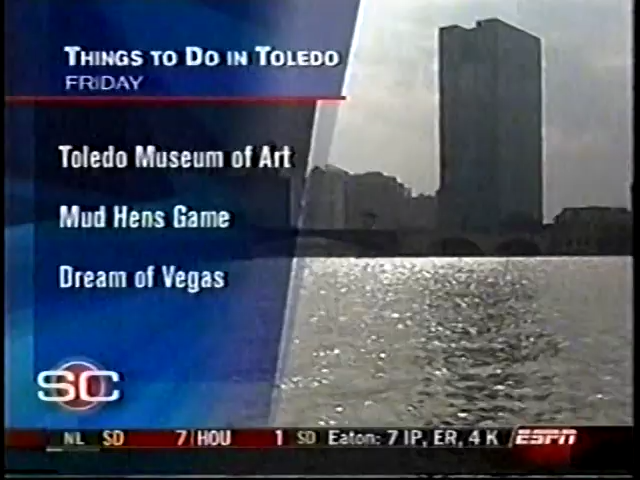 THINGS TO DO IN TOLEDO
FRIDAY
Toledo Museum of Art
Mud Hens Game
Dream of Vegas
SC
NL SD 7 HOU 1 SD Eaton: 7 IP, ER, 4 K ESPN